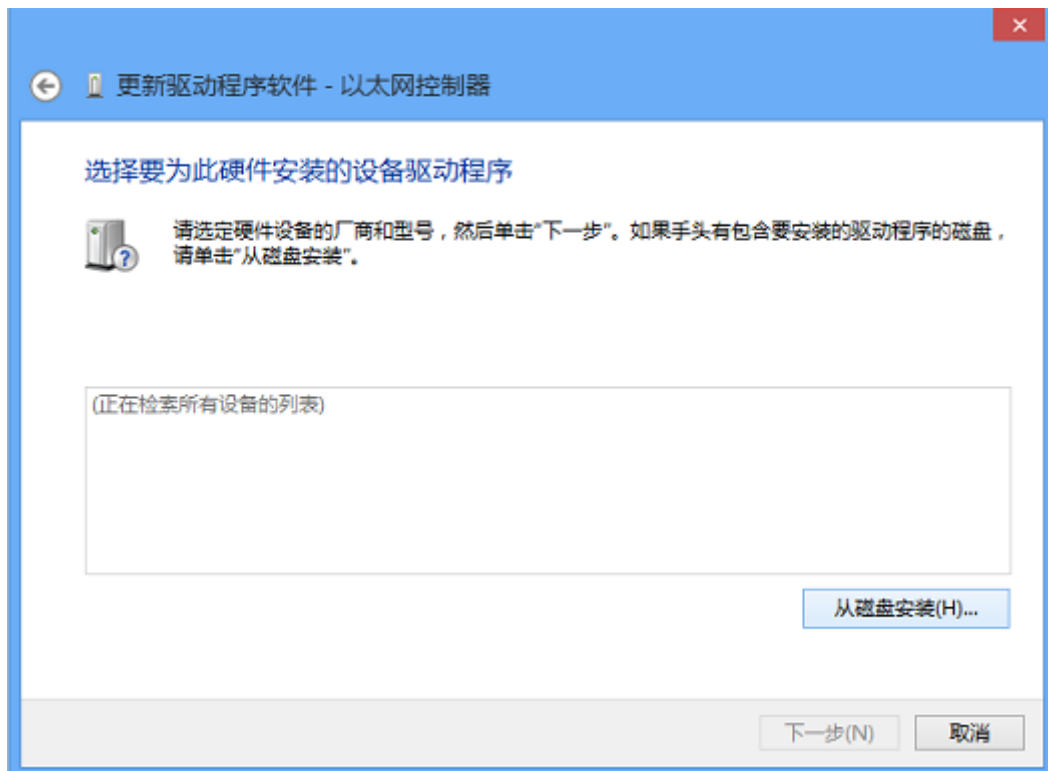 更新驱动程序软件 - 以太网控制器
选择要为此硬件安装的设备驱动程序
请选定硬件设备的厂商和型号，然后单击"下一步"。如果手头有包含要安装的驱动程序的磁盘，
请单击"从磁盘安装"。
(正在检索所有设备的列表)
从磁盘安装(H)...
下一步(N)
取消